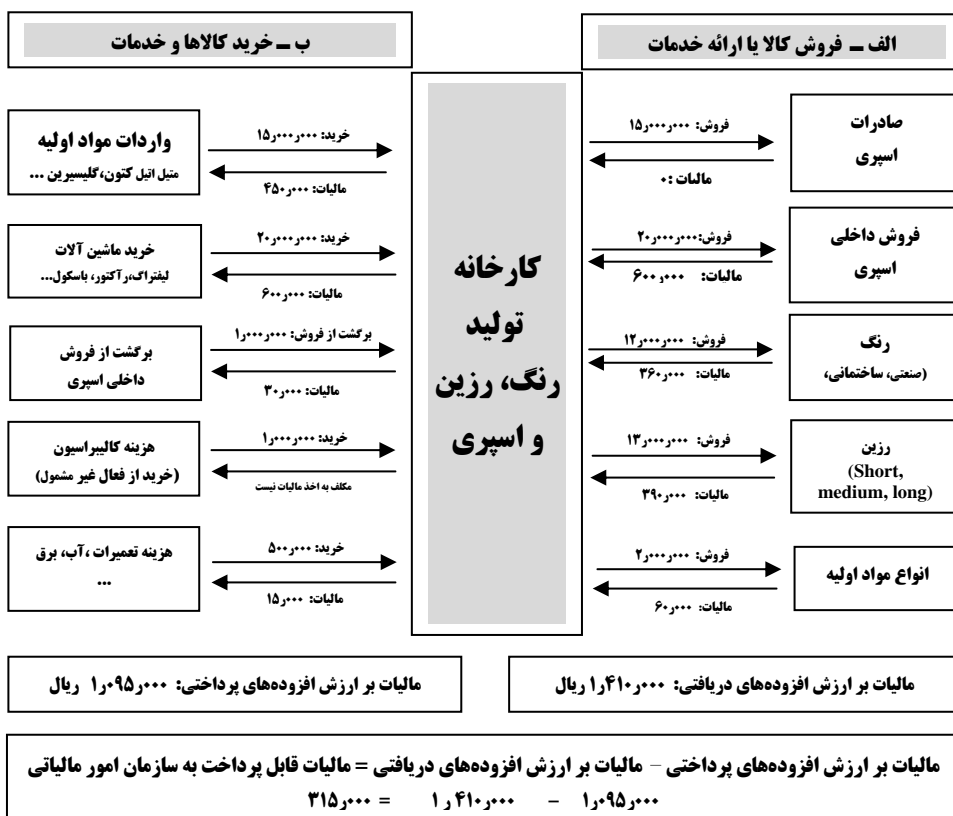 الف ـ فروش کالا یا ارائه خدمات
ب ـ خرید کالاها و خدمات
صادرات
اسپری
فروش: ۱۵٫۰۰۰٫۰۰۰
مالیات: ۰
فروش داخلی
اسپری
فروش: ۲۰٫۰۰۰٫۰۰۰
مالیات: ۶۰۰٫۰۰۰
رنگ
(صنعتی، ساختمانی،
فروش: ۱۲٫۰۰۰٫۰۰۰
مالیات: ۳۶۰٫۰۰۰
رزین
(Short,
medium, long)
فروش: ۱۳٫۰۰۰٫۰۰۰
مالیات: ۳۹۰٫۰۰۰
انواع مواد اولیه
فروش: ۲٫۰۰۰٫۰۰۰
مالیات: ۶۰٫۰۰۰
کارخانه
تولید
رنگ، رزین
و اسپری
واردات مواد اولیه
متیل اتیل کتون،گلیسیرین ...
خرید: ۱۵٫۰۰۰٫۰۰۰
مالیات: ۴۵۰٫۰۰۰
خرید ماشین آلات
لیفتراگ،رآکتور، باسکول...
خرید: ۲۰٫۰۰۰٫۰۰۰
مالیات: ۶۰۰٫۰۰۰
برگشت از فروش
داخلی اسپری
برگشت از فروش: ۱٫۰۰۰٫۰۰۰
مالیات: ۳۰٫۰۰۰
هزینه کالیبراسیون
(خرید از فعال غیر مشمول)
خرید: ۱٫۰۰۰٫۰۰۰
مکلف به اخذ مالیات نیست
هزینه تعمیرات ،آب، برق
...
خرید: ۵۰۰٫۰۰۰
مالیات: ۱۵٫۰۰۰
مالیات بر ارزش افزوده‌های دریافتی: ۱٫۴۱۰٫۰۰۰ ریال
مالیات بر ارزش افزوده‌های پرداختی: ۱٫۰۹۵٫۰۰۰ ریال
مالیات بر ارزش افزوده‌های پرداختی – مالیات بر ارزش افزوده‌های دریافتی = مالیات قابل پرداخت به سازمان امور مالیاتی
۱٫۰۹۵٫۰۰۰ – ۱٫۴۱۰٫۰۰۰ = ۳۱۵٫۰۰۰